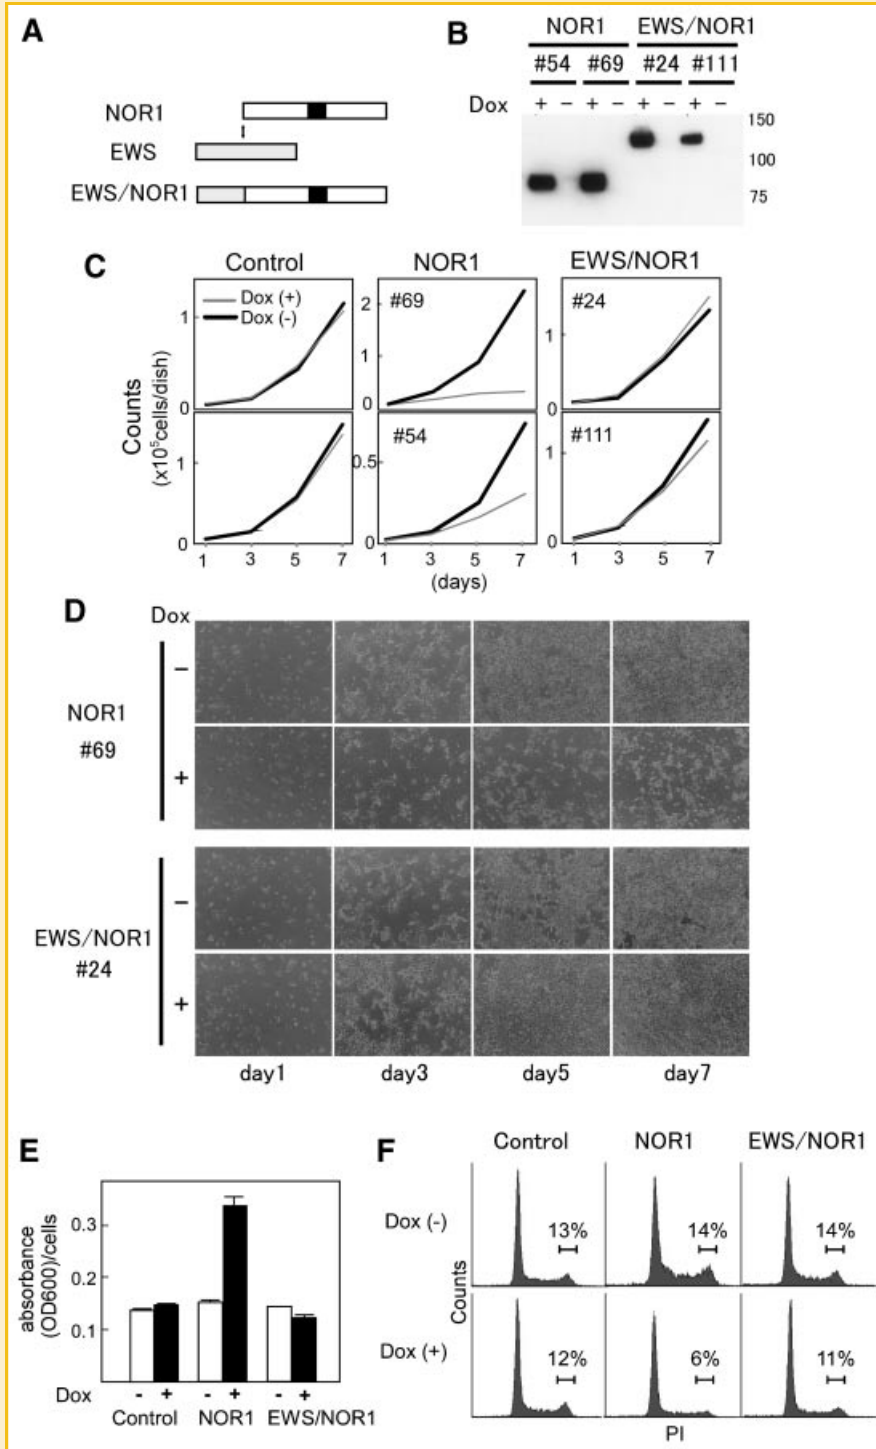 A
NOR1
EWS
EWS/NOR1
B
NOR1 EWS/NOR1
#54 #69 #24 #111
Dox + − + − + − + −
150
100
75
C
Control NOR1 EWS/NOR1
Dox (+)
Dox (-)
#69
#24
#54
#111
1
0
2
1
0
1
0
1
0
0.5
0
1
0
Counts
(x10⁵cells/dish)
1 3 5 7 1 3 5 7 1 3 5 7
(days)
D
Dox
−
NOR1
#69
+
−
EWS/NOR1
#24
+
day1 day3 day5 day7
E
absorbance
(OD600)/cells
0.3
0.2
0.1
Dox - + - + - +
Control NOR1 EWS/NOR1
F
Control NOR1 EWS/NOR1
Dox (-)
13% 14% 14%
Counts
Dox (+)
12% 6% 11%
PI